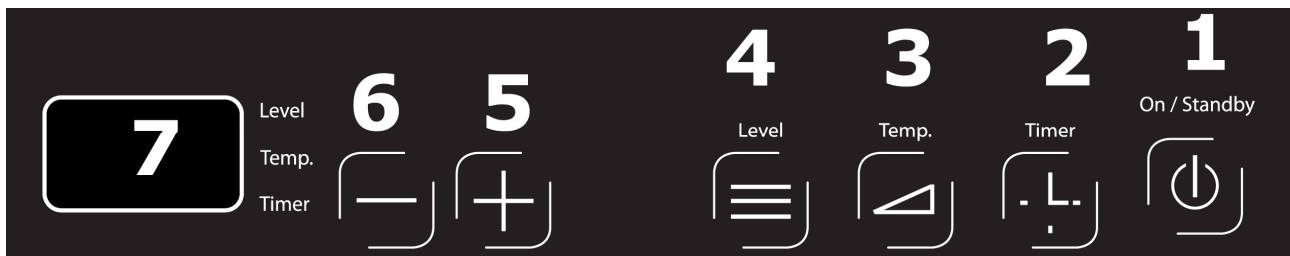 1
4 3 2
6 5
On / Standby
Level
7
Level Temp. Timer
Temp.
Timer